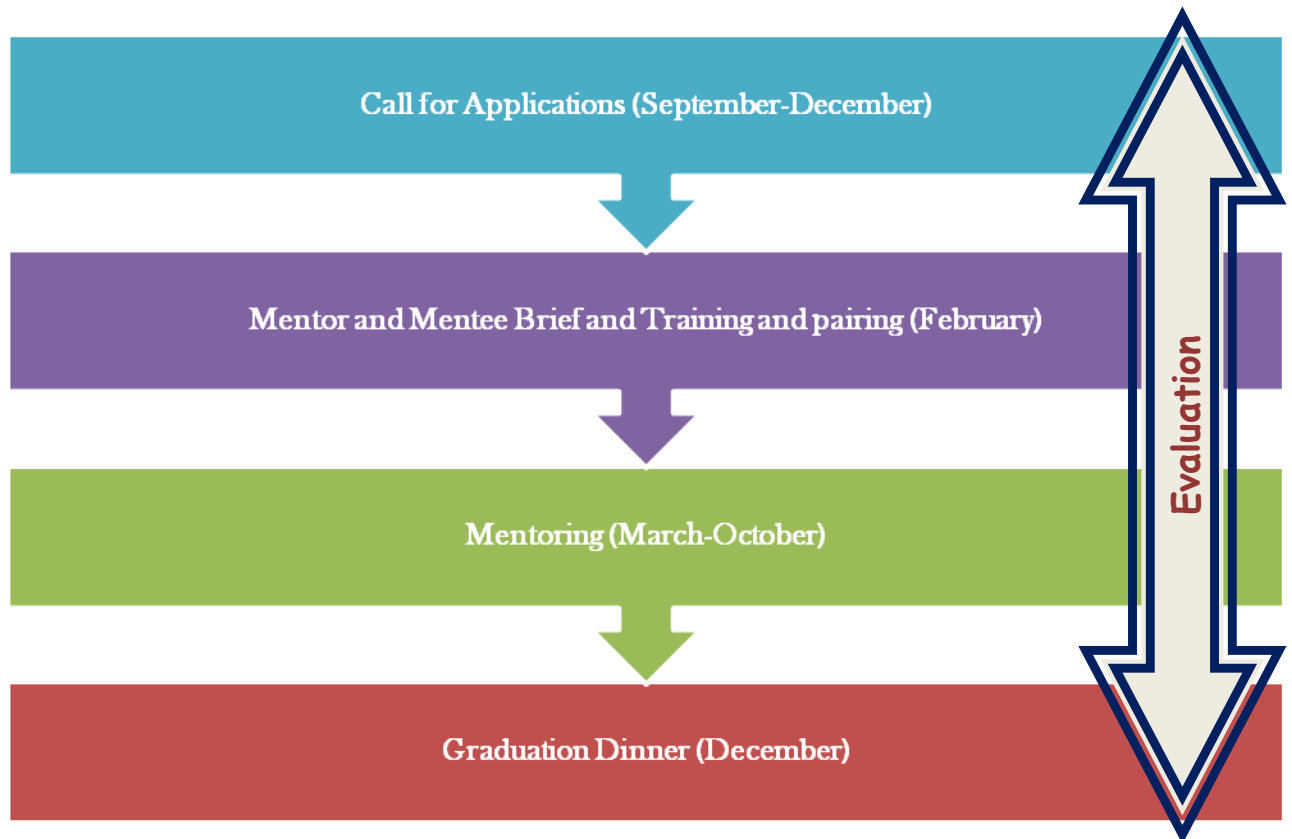 Call for Applications (September-December)
Mentor and Mentee Brief and Training and pairing (February)
Mentoring (March-October)
Graduation Dinner (December)
Evaluation